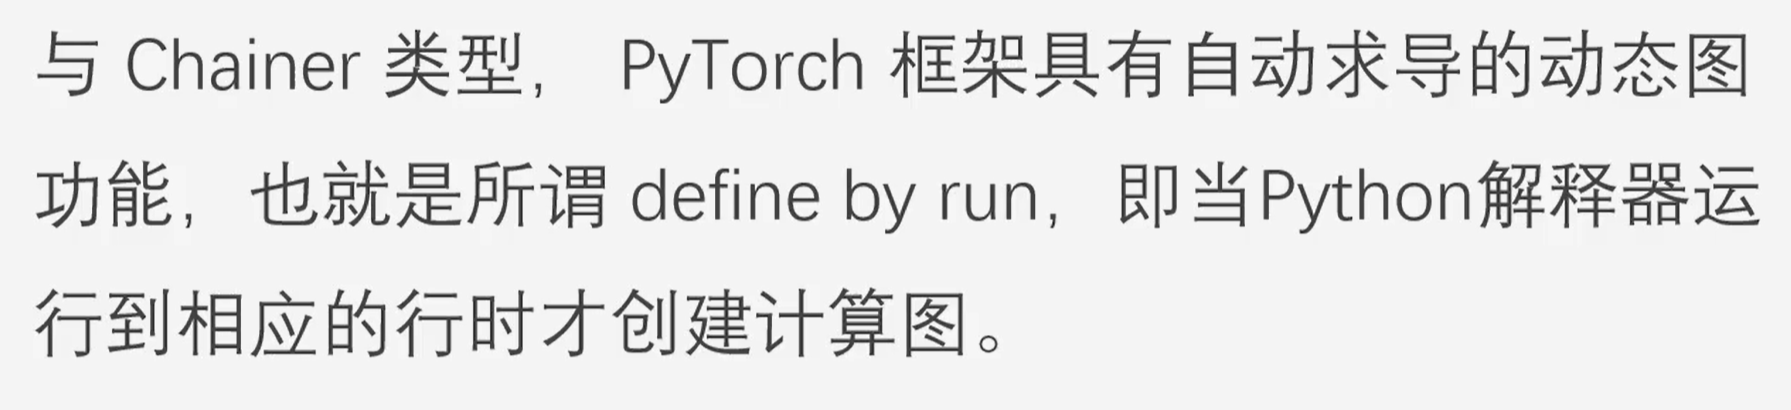 与 Chainer 类型， PyTorch 框架具有自动求导的动态图
功能， 也就是所谓 define by run， 即当Python解释器运
行到相应的行时才创建计算图。